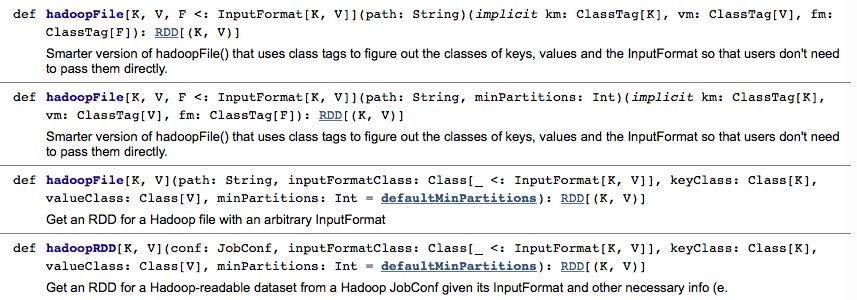 def hadoopFile[K, V, F <: InputFormat[K, V]](path: String)(implicit km: ClassTag[K], vm: ClassTag[V], fm:
ClassTag[F]): RDD[(K, V)]
Smarter version of hadoopFile() that uses class tags to figure out the classes of keys, values and the InputFormat so that users don't need
to pass them directly.
def hadoopFile[K, V, F <: InputFormat[K, V]](path: String, minPartitions: Int)(implicit km: ClassTag[K],
vm: ClassTag[V], fm: ClassTag[F]): RDD[(K, V)]
Smarter version of hadoopFile() that uses class tags to figure out the classes of keys, values and the InputFormat so that users don't need
to pass them directly.
def hadoopFile[K, V](path: String, inputFormatClass: Class[_ <: InputFormat[K, V]], keyClass: Class[K],
valueClass: Class[V], minPartitions: Int = defaultMinPartitions): RDD[(K, V)]
Get an RDD for a Hadoop file with an arbitrary InputFormat
def hadoopRDD[K, V](conf: JobConf, inputFormatClass: Class[_ <: InputFormat[K, V]], keyClass: Class[K],
valueClass: Class[V], minPartitions: Int = defaultMinPartitions): RDD[(K, V)]
Get an RDD for a Hadoop-readable dataset from a Hadoop JobConf given its InputFormat and other necessary info (e.